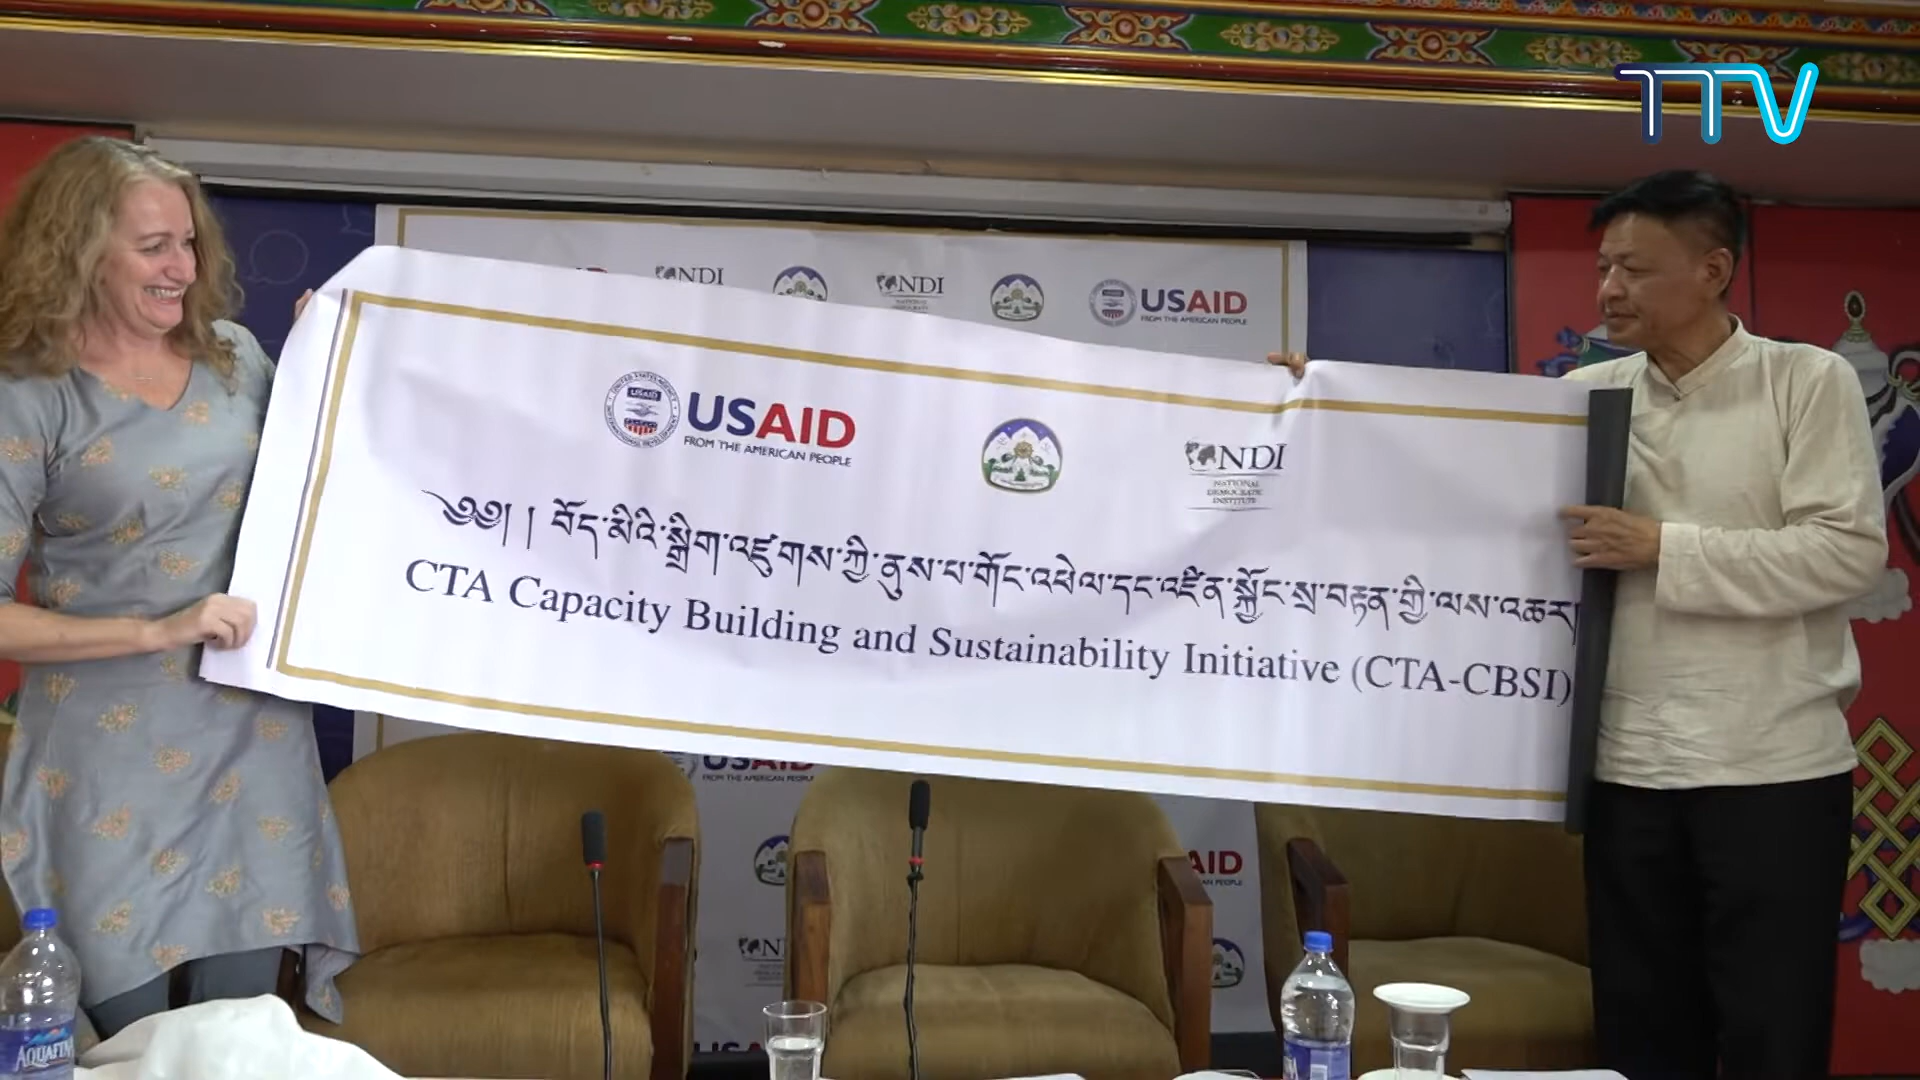 TTV
NDI
NDI
USAID
FROM THE AMERICAN PEOPLE
USAID
FROM THE AMERICAN PEOPLE
NDI
NATIONAL
DEMOCRATIC
INSTITUTE
༄༅། ། བོད་མིའི་སྒྲིག་འཛུགས་ཀྱི་ནུས་པ་གོང་འཕེལ་དང་འཛིན་སྐྱོང་སྲ་བརྟན་གྱི་ལས་འཆར།
CTA Capacity Building and Sustainability Initiative (CTA-CBSI)
USAID
FROM THE AMERICAN PEOPLE
AID
AN PEOPLE
AQUAFINA